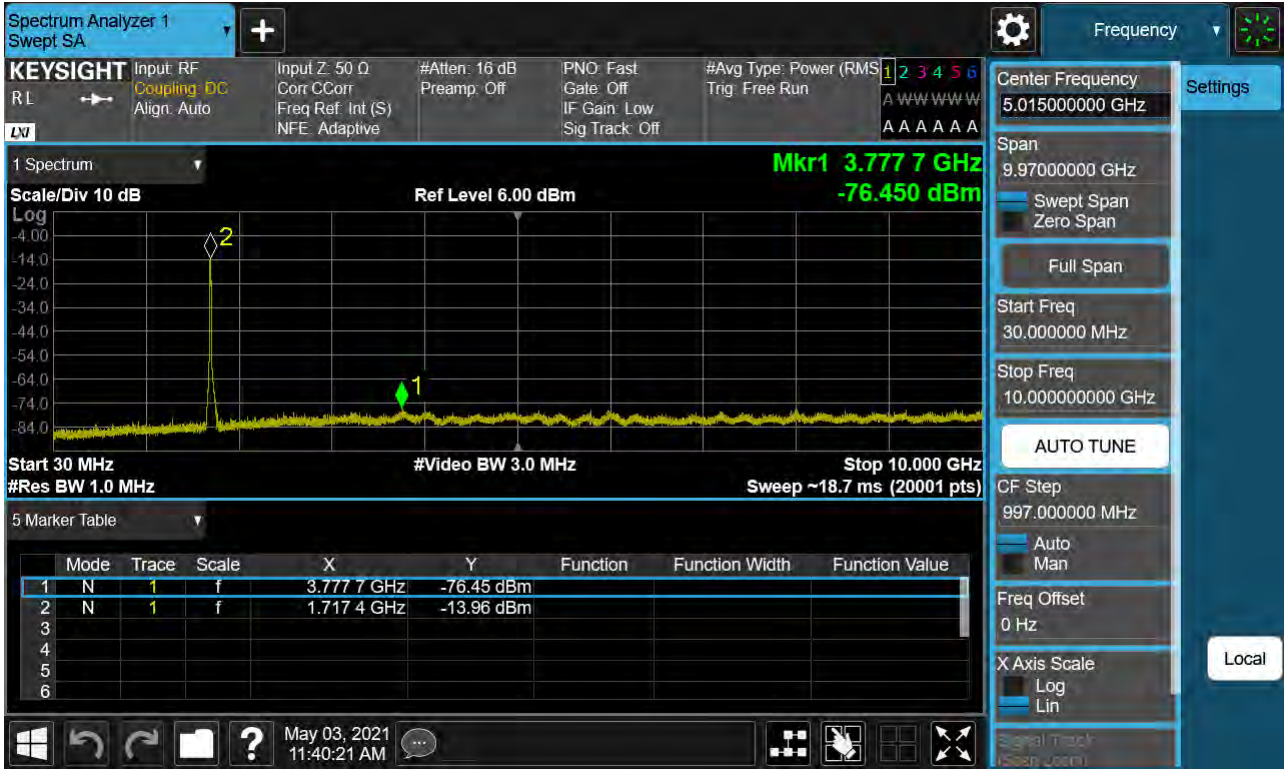 Spectrum Analyzer 1
Swept SA
+
Frequency
KEYSIGHT
RL
LXI
Input: RF
Coupling: DC
Align: Auto
Input Z: 50 Ω
Corr CCorr
Freq Ref: Int (S)
NFE: Adaptive
#Atten: 16 dB
Preamp: Off
PNO: Fast
Gate: Off
IF Gain: Low
Sig Track: Off
#Avg Type: Power (RMS
Trig: Free Run
1 2 3 4 5 6
A W W W W W
A A A A A A
1 Spectrum
Mkr1 3.777 7 GHz
-76.450 dBm
Scale/Div 10 dB
Ref Level 6.00 dBm
Log
-4.00
-14.0
-24.0
-34.0
-44.0
-54.0
-64.0
-74.0
-84.0
2
1
Start 30 MHz
#Video BW 3.0 MHz
Stop 10.000 GHz
#Res BW 1.0 MHz
Sweep ~18.7 ms (20001 pts)
5 Marker Table
Mode Trace Scale X Y Function Function Width Function Value
1 N 1 f 3.777 7 GHz -76.45 dBm
2 N 1 f 1.717 4 GHz -13.96 dBm
3
4
5
6
?
May 03, 2021
11:40:21 AM
Center Frequency
5.015000000 GHz
Span
9.97000000 GHz
Swept Span
Zero Span
Full Span
Start Freq
30.000000 MHz
Stop Freq
10.000000000 GHz
AUTO TUNE
CF Step
997.000000 MHz
Auto
Man
Freq Offset
0 Hz
X Axis Scale
Log
Lin
Signal Track
(Span Zoom)
Settings
Local